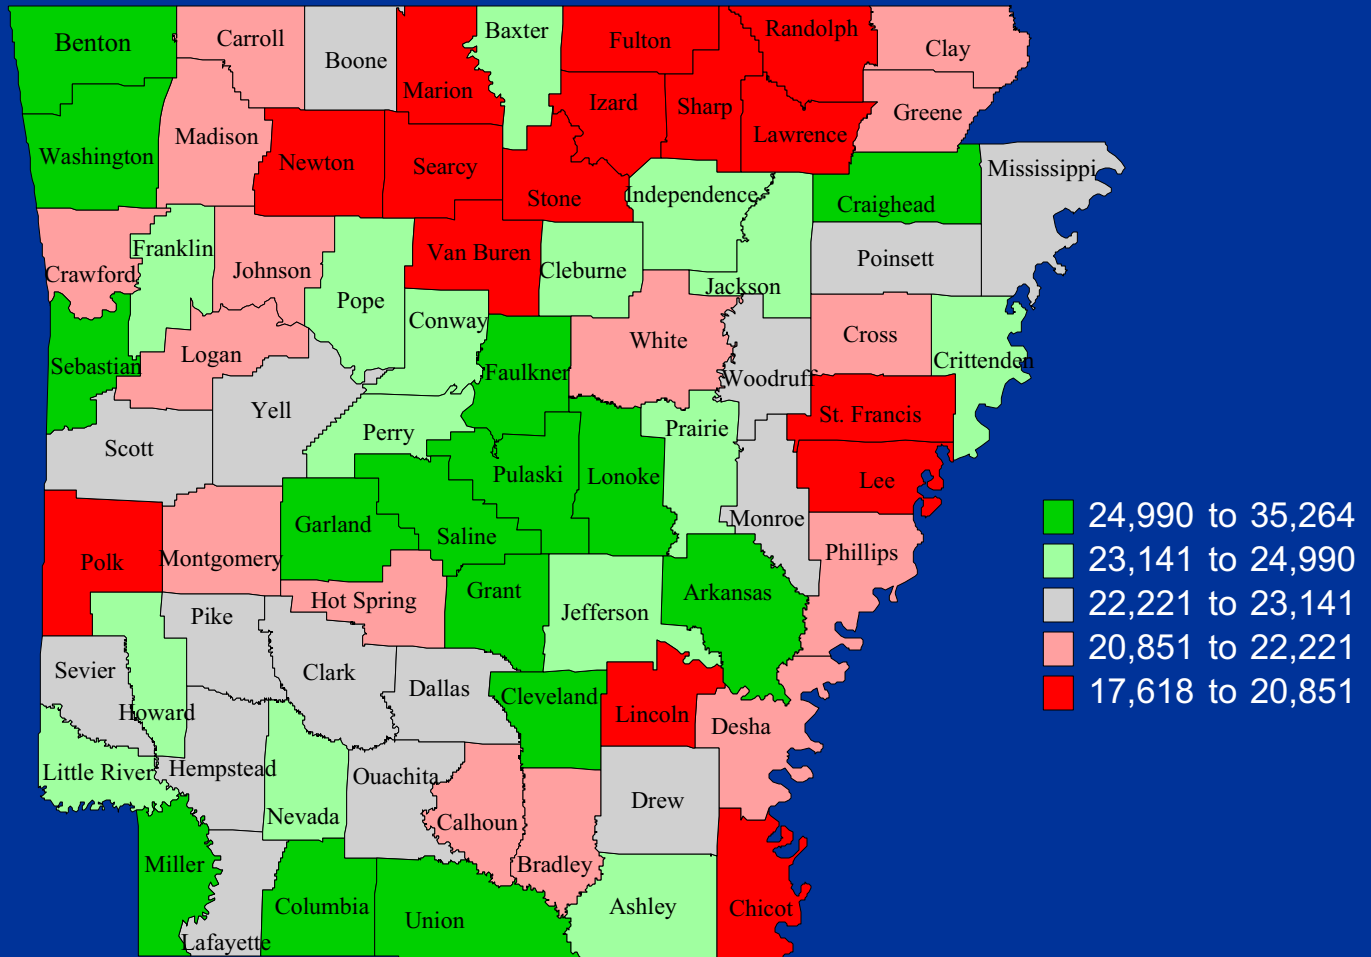 Benton
Carroll
Boone
Marion
Baxter
Fulton
Randolph
Clay
Izard
Sharp
Lawrence
Greene
Washington
Madison
Newton
Searcy
Stone
Independence
Craighead
Mississippi
Crawford
Franklin
Johnson
Pope
Van Buren
Cleburne
Jackson
Poinsett
Sebastian
Logan
Conway
Faulkner
White
Woodruff
Cross
Crittenden
Scott
Yell
Perry
Pulaski
Lonoke
Prairie
St. Francis
Lee
Monroe
Polk
Montgomery
Garland
Saline
Phillips
Hot Spring
Grant
Jefferson
Arkansas
Pike
Clark
Dallas
Sevier
Howard
Cleveland
Lincoln
Desha
Little River
Hempstead
Nevada
Ouachita
Calhoun
Bradley
Drew
Miller
Lafayette
Columbia
Union
Ashley
Chicot
24,990 to 35,264
23,141 to 24,990
22,221 to 23,141
20,851 to 22,221
17,618 to 20,851